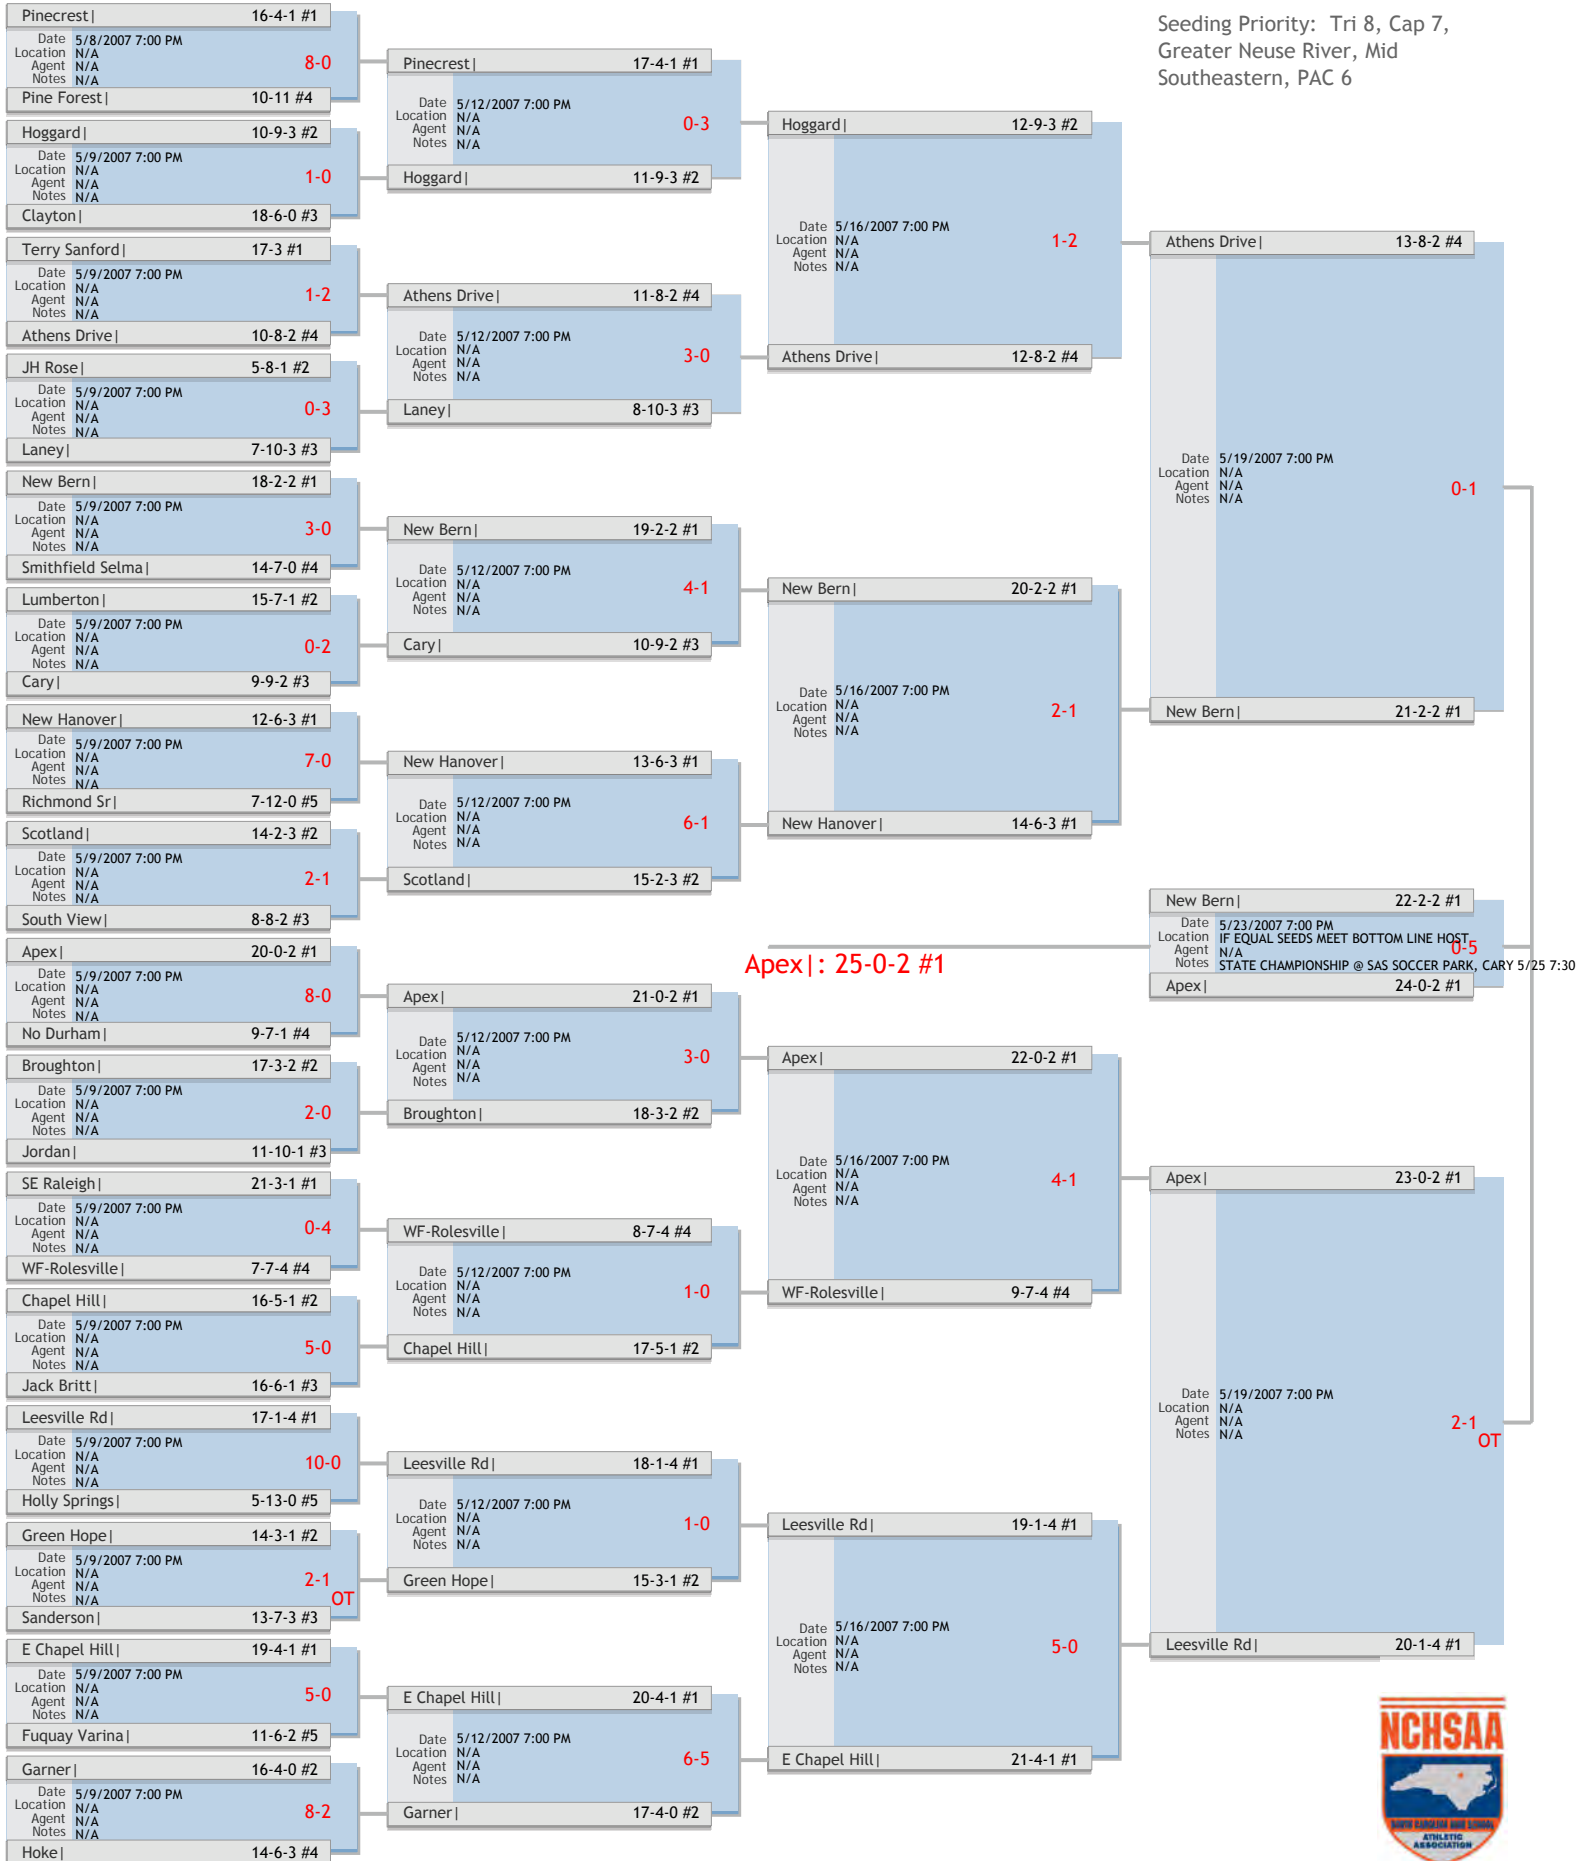 Seeding Priority: Tri 8, Cap 7,
Greater Neuse River, Mid
Southeastern, PAC 6
Pinecrest| 16-4-1 #1
Date 5/8/2007 7:00 PM
Location N/A
Agent N/A
Notes N/A
8-0
Pine Forest| 10-11 #4
Hoggard| 10-9-3 #2
Date 5/9/2007 7:00 PM
Location N/A
Agent N/A
Notes N/A
1-0
Clayton| 18-6-0 #3
Terry Sanford| 17-3 #1
Date 5/9/2007 7:00 PM
Location N/A
Agent N/A
Notes N/A
1-2
Athens Drive| 10-8-2 #4
JH Rose| 5-8-1 #2
Date 5/9/2007 7:00 PM
Location N/A
Agent N/A
Notes N/A
0-3
Laney| 7-10-3 #3
New Bern| 18-2-2 #1
Date 5/9/2007 7:00 PM
Location N/A
Agent N/A
Notes N/A
3-0
Smithfield Selma| 14-7-0 #4
Lumberton| 15-7-1 #2
Date 5/9/2007 7:00 PM
Location N/A
Agent N/A
Notes N/A
0-2
Cary| 9-9-2 #3
New Hanover| 12-6-3 #1
Date 5/9/2007 7:00 PM
Location N/A
Agent N/A
Notes N/A
7-0
Richmond Sr| 7-12-0 #5
Scotland| 14-2-3 #2
Date 5/9/2007 7:00 PM
Location N/A
Agent N/A
Notes N/A
2-1
South View| 8-8-2 #3
Apex| 20-0-2 #1
Date 5/9/2007 7:00 PM
Location N/A
Agent N/A
Notes N/A
8-0
No Durham| 9-7-1 #4
Broughton| 17-3-2 #2
Date 5/9/2007 7:00 PM
Location N/A
Agent N/A
Notes N/A
2-0
Jordan| 11-10-1 #3
SE Raleigh| 21-3-1 #1
Date 5/9/2007 7:00 PM
Location N/A
Agent N/A
Notes N/A
0-4
WF-Rolesville| 7-7-4 #4
Chapel Hill| 16-5-1 #2
Date 5/9/2007 7:00 PM
Location N/A
Agent N/A
Notes N/A
5-0
Jack Britt| 16-6-1 #3
Leesville Rd| 17-1-4 #1
Date 5/9/2007 7:00 PM
Location N/A
Agent N/A
Notes N/A
10-0
Holly Springs| 5-13-0 #5
Green Hope| 14-3-1 #2
Date 5/9/2007 7:00 PM
Location N/A
Agent N/A
Notes N/A
2-1
OT
Sanderson| 13-7-3 #3
E Chapel Hill| 19-4-1 #1
Date 5/9/2007 7:00 PM
Location N/A
Agent N/A
Notes N/A
5-0
Fuquay Varina| 11-6-2 #5
Garner| 16-4-0 #2
Date 5/9/2007 7:00 PM
Location N/A
Agent N/A
Notes N/A
8-2
Hoke| 14-6-3 #4
Pinecrest| 17-4-1 #1
Date 5/12/2007 7:00 PM
Location N/A
Agent N/A
Notes N/A
0-3
Hoggard| 11-9-3 #2
Athens Drive| 11-8-2 #4
Date 5/12/2007 7:00 PM
Location N/A
Agent N/A
Notes N/A
3-0
Laney| 8-10-3 #3
New Bern| 19-2-2 #1
Date 5/12/2007 7:00 PM
Location N/A
Agent N/A
Notes N/A
4-1
Cary| 10-9-2 #3
New Hanover| 13-6-3 #1
Date 5/12/2007 7:00 PM
Location N/A
Agent N/A
Notes N/A
6-1
Scotland| 15-2-3 #2
Apex| 21-0-2 #1
Date 5/12/2007 7:00 PM
Location N/A
Agent N/A
Notes N/A
3-0
Broughton| 18-3-2 #2
WF-Rolesville| 8-7-4 #4
Date 5/12/2007 7:00 PM
Location N/A
Agent N/A
Notes N/A
1-0
Chapel Hill| 17-5-1 #2
Leesville Rd| 18-1-4 #1
Date 5/12/2007 7:00 PM
Location N/A
Agent N/A
Notes N/A
1-0
Green Hope| 15-3-1 #2
E Chapel Hill| 20-4-1 #1
Date 5/12/2007 7:00 PM
Location N/A
Agent N/A
Notes N/A
6-5
Garner| 17-4-0 #2
Hoggard| 12-9-3 #2
Date 5/16/2007 7:00 PM
Location N/A
Agent N/A
Notes N/A
1-2
Athens Drive| 12-8-2 #4
New Bern| 20-2-2 #1
Date 5/16/2007 7:00 PM
Location N/A
Agent N/A
Notes N/A
2-1
New Hanover| 14-6-3 #1
Apex|: 25-0-2 #1
Apex| 22-0-2 #1
Date 5/16/2007 7:00 PM
Location N/A
Agent N/A
Notes N/A
4-1
WF-Rolesville| 9-7-4 #4
Leesville Rd| 19-1-4 #1
Date 5/16/2007 7:00 PM
Location N/A
Agent N/A
Notes N/A
5-0
E Chapel Hill| 21-4-1 #1
Athens Drive| 13-8-2 #4
Date 5/19/2007 7:00 PM
Location N/A
Agent N/A
Notes N/A
0-1
New Bern| 21-2-2 #1
New Bern| 22-2-2 #1
Date 5/23/2007 7:00 PM
Location IF EQUAL SEEDS MEET BOTTOM LINE HOST
Agent N/A
Notes STATE CHAMPIONSHIP @ SAS SOCCER PARK, CARY 5/25 7:30
0-5
Apex| 24-0-2 #1
Apex| 23-0-2 #1
Date 5/19/2007 7:00 PM
Location N/A
Agent N/A
Notes N/A
2-1
OT
Leesville Rd| 20-1-4 #1
NCHSAA
NORTH CAROLINA HIGH SCHOOL
ATHLETIC
ASSOCIATION